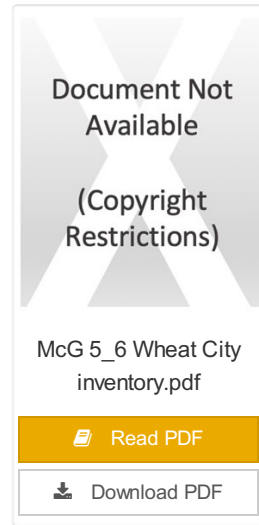 Document Not
Available
(Copyright
Restrictions)
McG 5_6 Wheat City
inventory.pdf
Read PDF
Download PDF